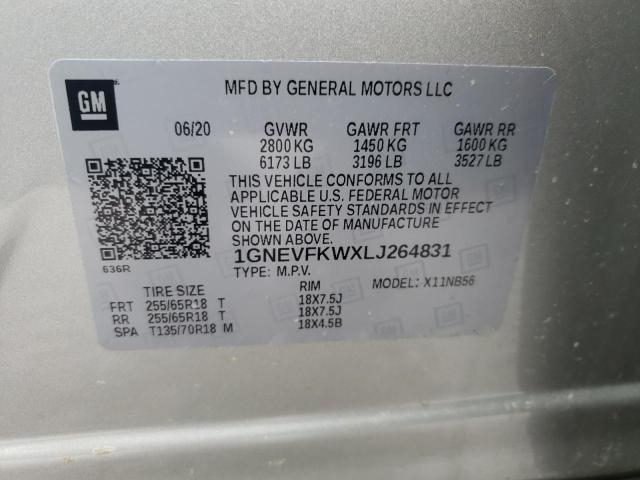 GM
MFD BY GENERAL MOTORS LLC
06/20 GVWR GAWR FRT GAWR RR
2800 KG 1450 KG 1600 KG
6173 LB 3196 LB 3527 LB
THIS VEHICLE CONFORMS TO ALL
APPLICABLE U.S. FEDERAL MOTOR
VEHICLE SAFETY STANDARDS IN EFFECT
ON THE DATE OF MANUFACTURE
SHOWN ABOVE.
1GNEVFKWXLJ264831
636R
TYPE: M.P.V. MODEL: X11NB56
TIRE SIZE RIM
FRT 255/65R18 T 18X7.5J
RR 255/65R18 T 18X7.5J
SPA T135/70R18 M 18X4.5B